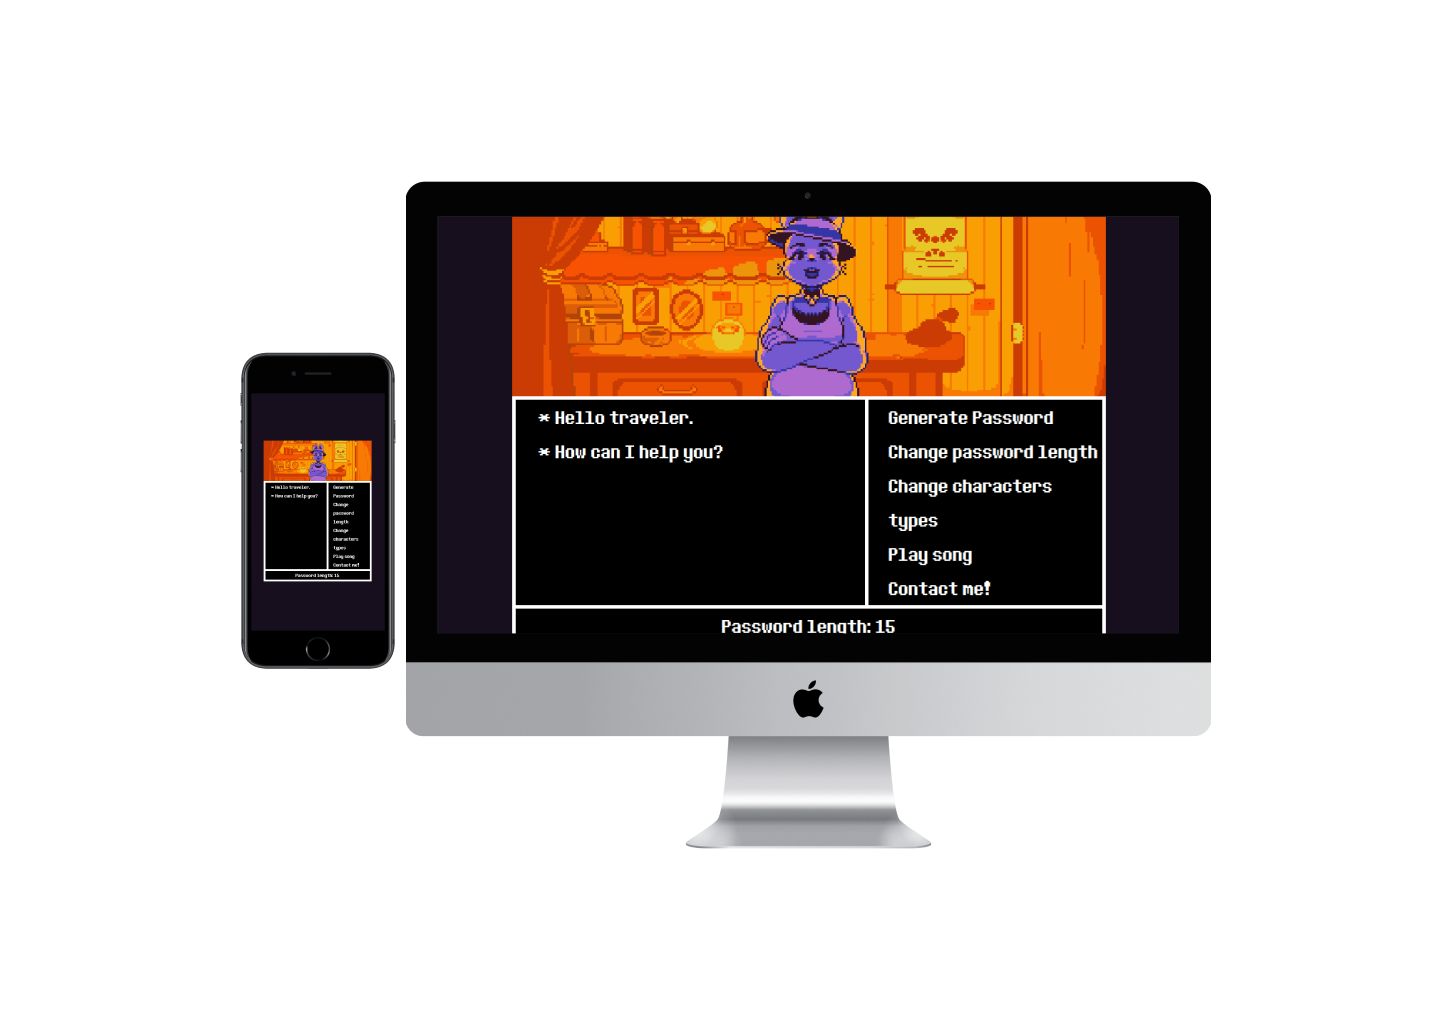 * Hello traveler.
* How can I help you?
Generate
Password
Change
password
length
Change
characters
types
Play song
Contact me!
Password length: 15
* Hello traveler.
* How can I help you?
Generate Password
Change password length
Change characters
types
Play song
Contact me!
Password length: 15